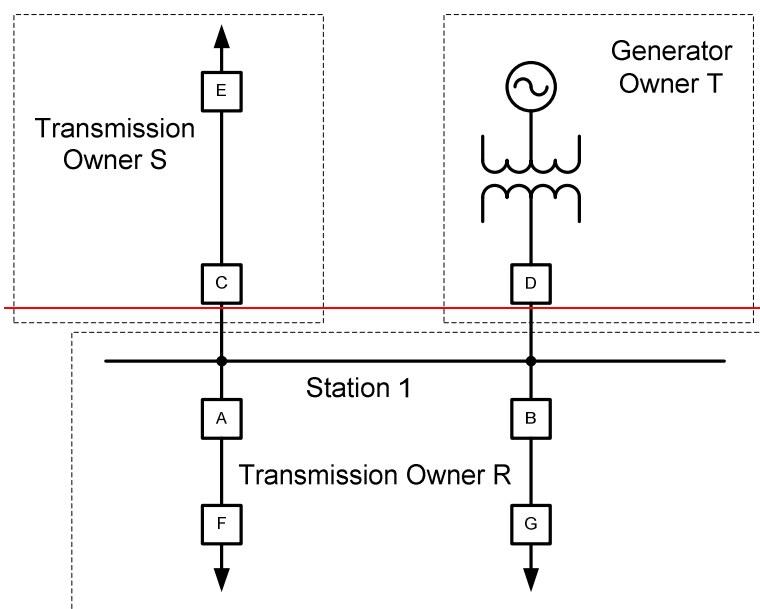 E
Transmission
Owner S
C
Generator
Owner T
D
Station 1
A
B
Transmission Owner R
F
G